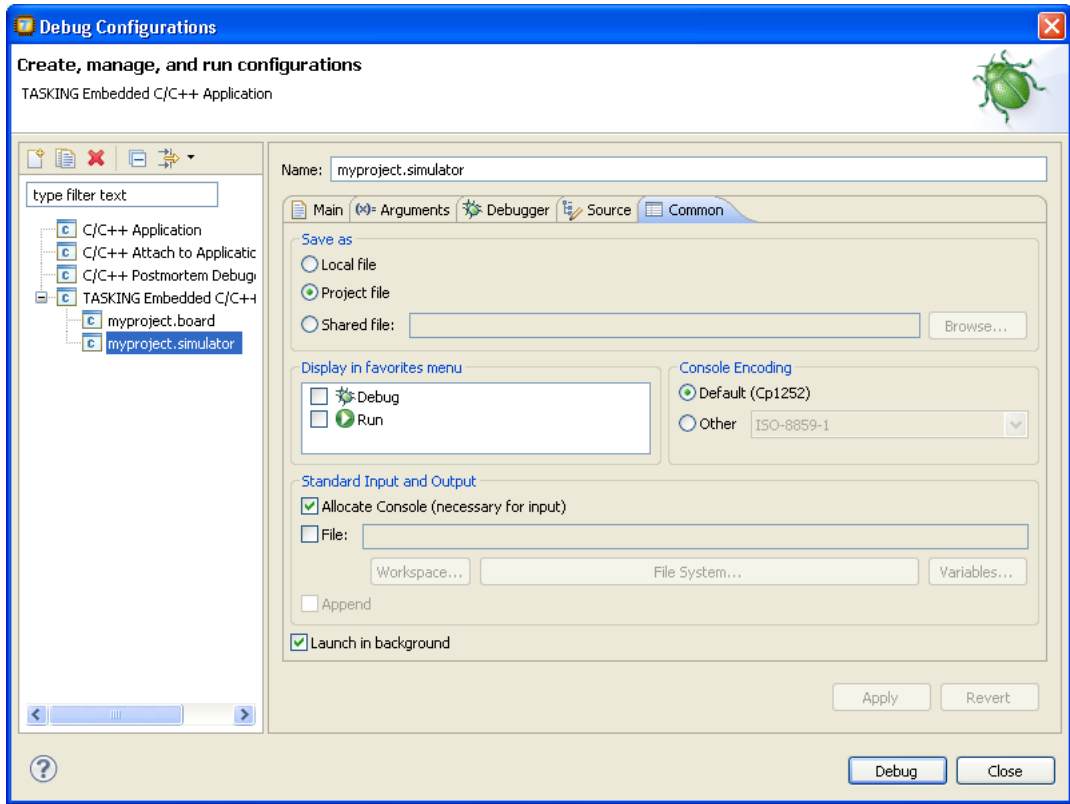 Debug Configurations
Create, manage, and run configurations
TASKING Embedded C/C++ Application
type filter text
C/C++ Application
C/C++ Attach to Applicatic
C/C++ Postmortem Debug
TASKING Embedded C/C++
myproject.board
myproject.simulator
Name: myproject.simulator
Main (x)= Arguments Debugger Source Common
Save as
Local file
Project file
Shared file: Browse...
Display in favorites menu
Debug
Run
Console Encoding
Default (Cp1252)
Other ISO-8859-1
Standard Input and Output
Allocate Console (necessary for input)
File:
Workspace... File System... Variables...
Append
Launch in background
Apply Revert
? Debug Close